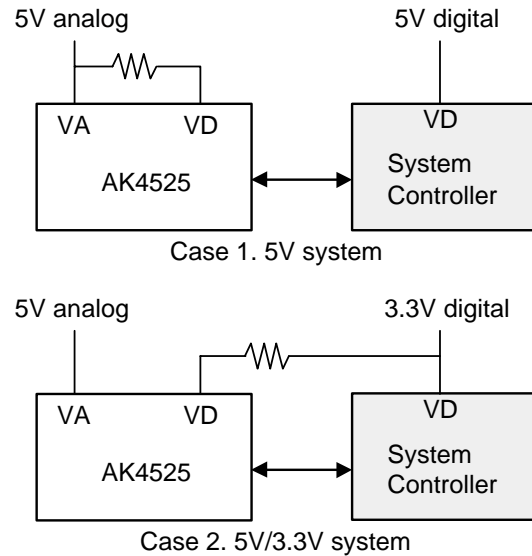 5V analog
5V digital
VA
VD
VD
AK4525
System
Controller
Case 1. 5V system
5V analog
3.3V digital
VA
VD
VD
AK4525
System
Controller
Case 2. 5V/3.3V system